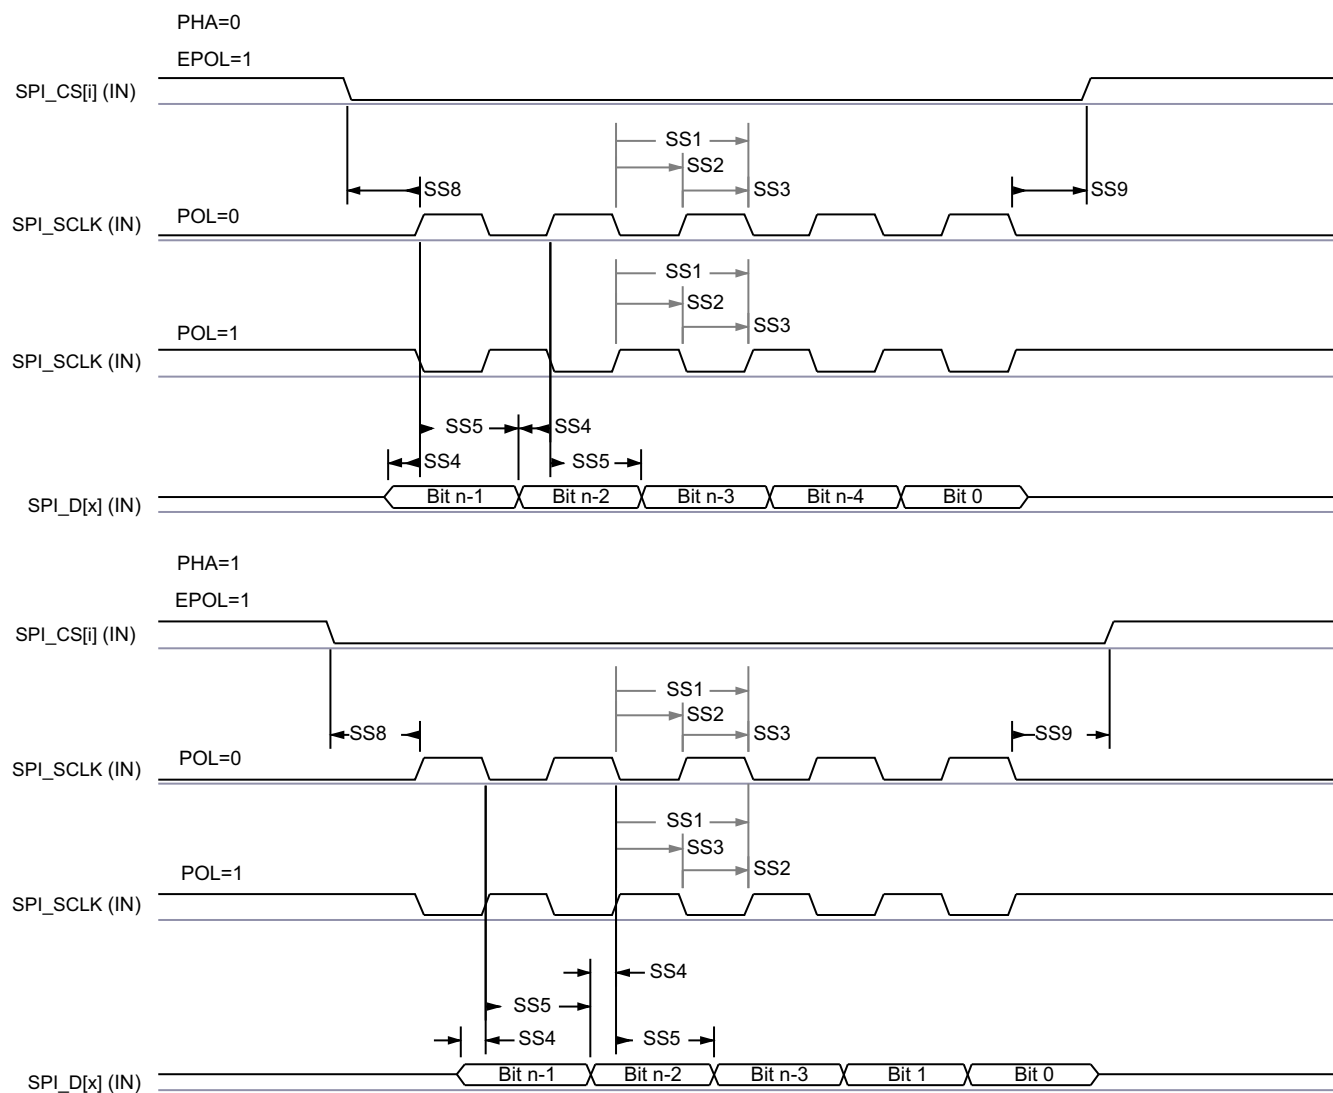 PHA=0
EPOL=1
SPI_CS[i] (IN)
SS1
SS2
SS8
SS3
SS9
POL=0
SPI_SCLK (IN)
SS1
SS2
SS3
POL=1
SPI_SCLK (IN)
SS5
SS4
SS4
SS5
SPI_D[x] (IN)
Bit n-1
Bit n-2
Bit n-3
Bit n-4
Bit 0
PHA=1
EPOL=1
SPI_CS[i] (IN)
SS1
SS2
SS8
SS3
SS9
POL=0
SPI_SCLK (IN)
SS1
SS3
SS2
POL=1
SPI_SCLK (IN)
SS4
SS5
SS4
SS5
SPI_D[x] (IN)
Bit n-1
Bit n-2
Bit n-3
Bit 1
Bit 0